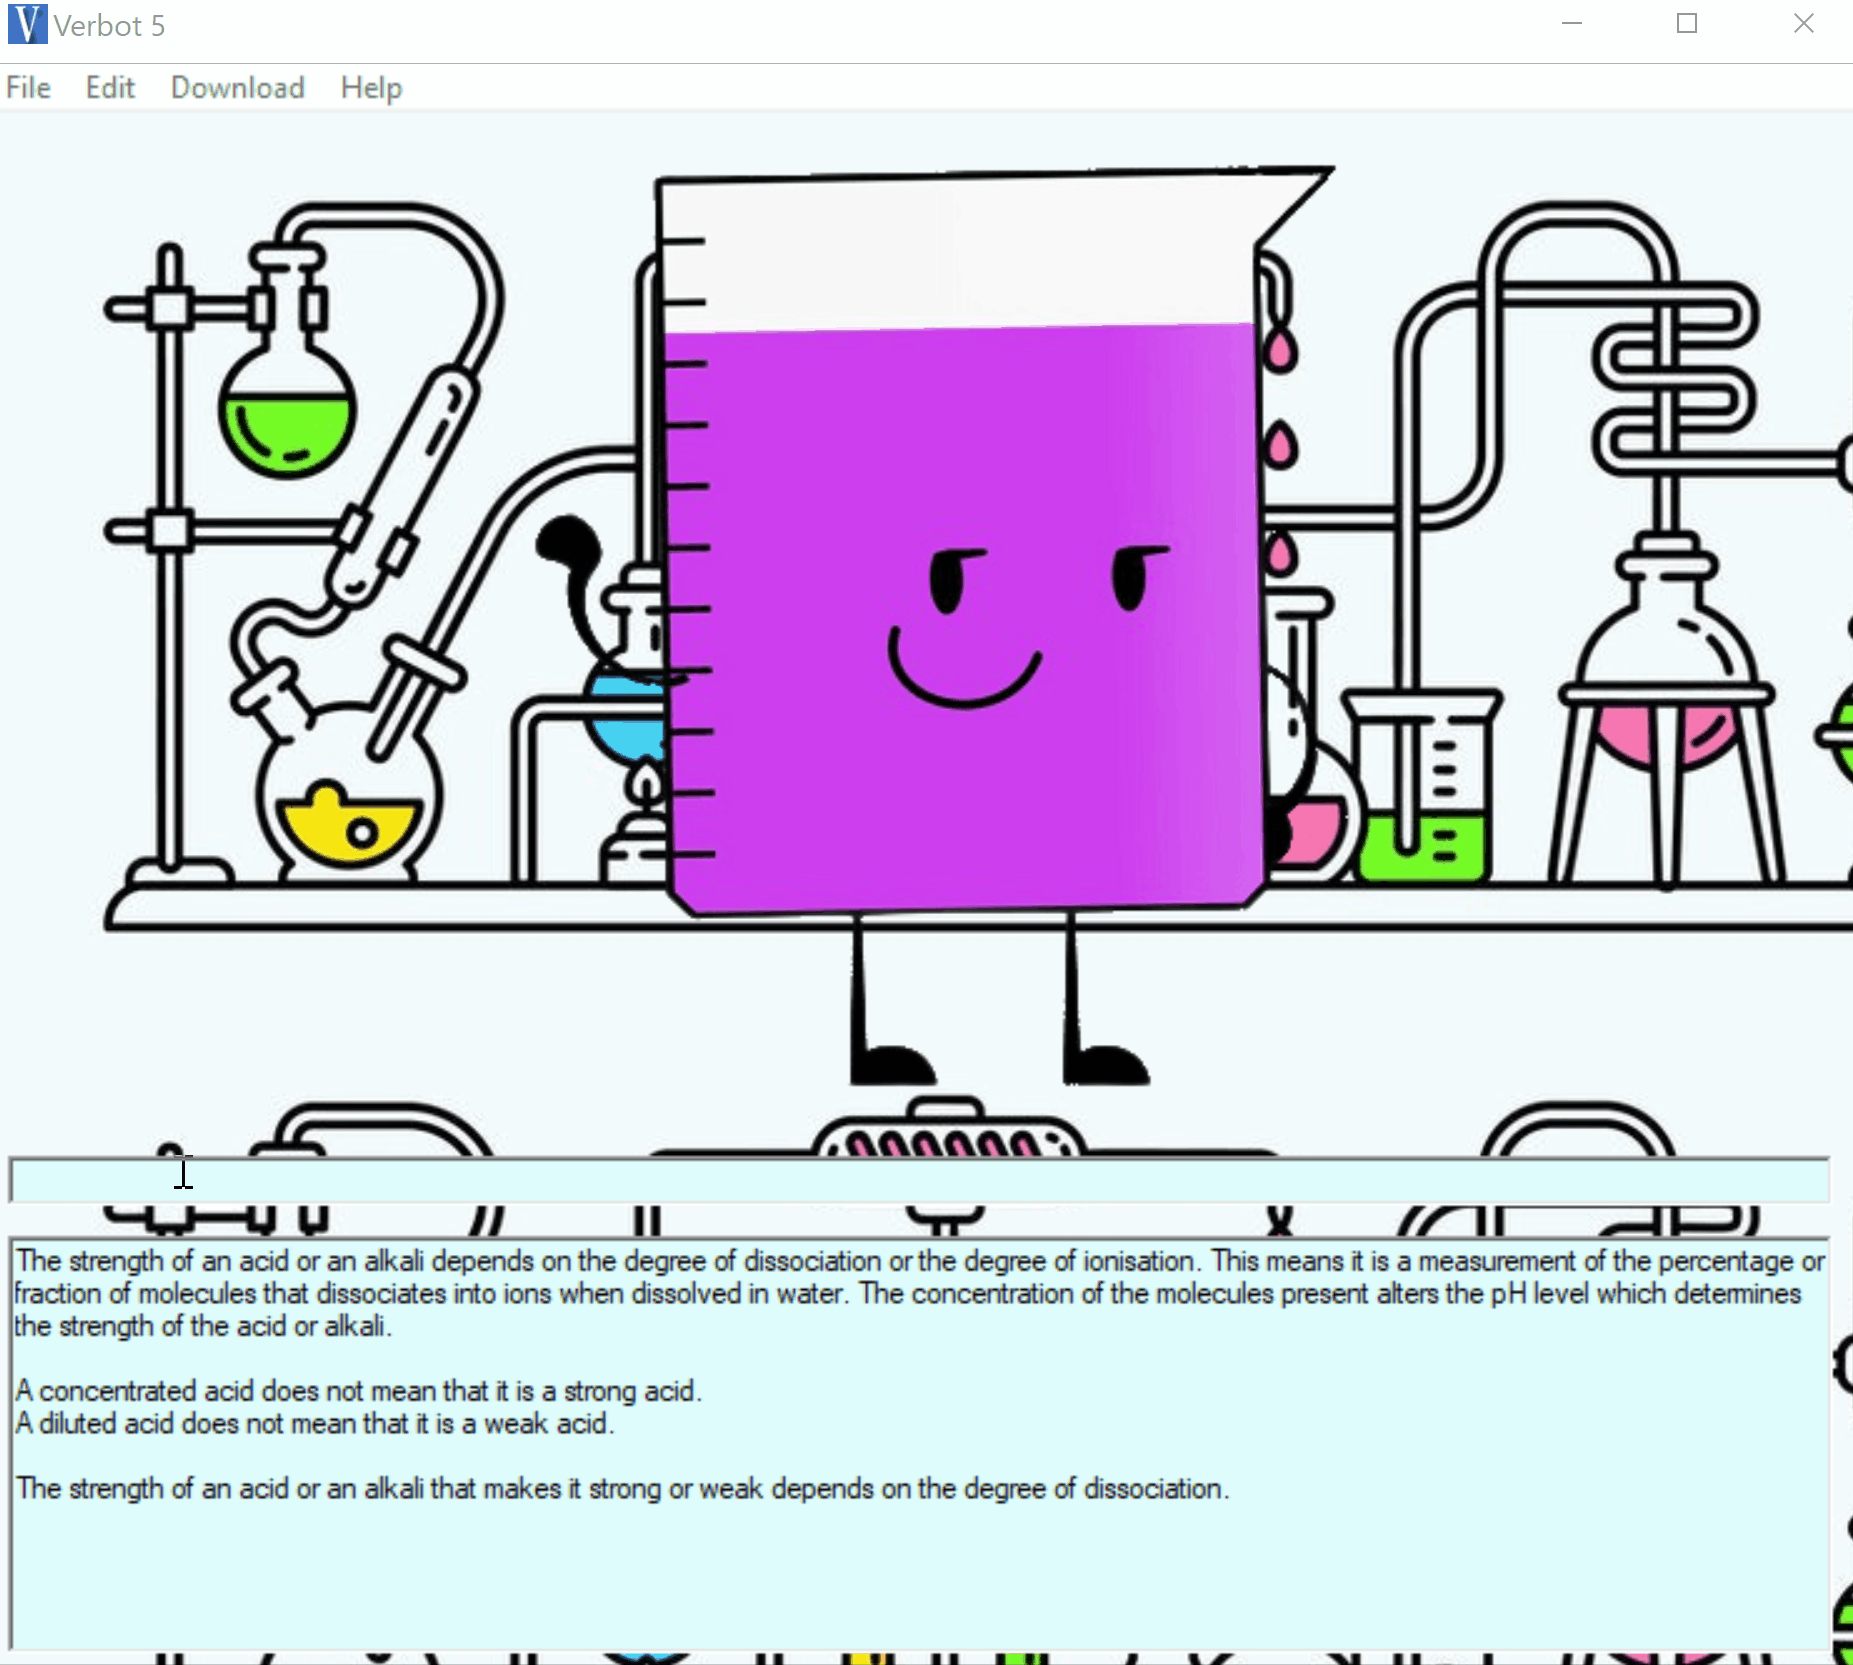 V Verbot 5
File Edit Download Help
The strength of an acid or an alkali depends on the degree of dissociation or the degree of ionisation. This means it is a measurement of the percentage or
fraction of molecules that dissociates into ions when dissolved in water. The concentration of the molecules present alters the pH level which determines
the strength of the acid or alkali.
A concentrated acid does not mean that it is a strong acid.
A diluted acid does not mean that it is a weak acid.
The strength of an acid or an alkali that makes it strong or weak depends on the degree of dissociation.